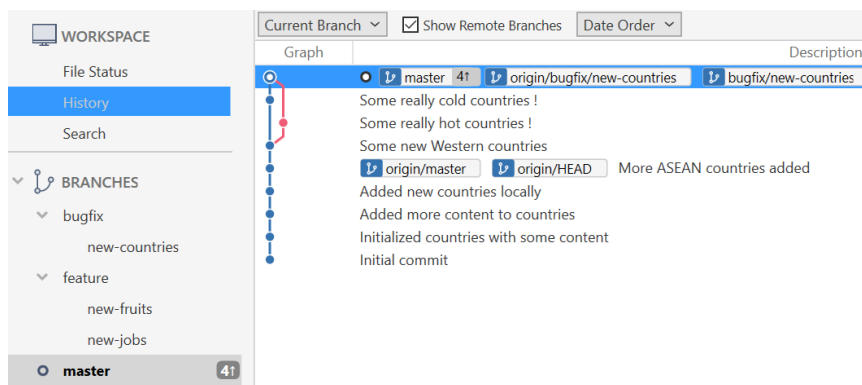 WORKSPACE
File Status
History
Search
BRANCHES
bugfix
new-countries
feature
new-fruits
new-jobs
master 4↑
Current Branch Show Remote Branches Date Order
Graph Description
master 4↑ origin/bugfix/new-countries bugfix/new-countries
Some really cold countries !
Some really hot countries !
Some new Western countries
origin/master origin/HEAD More ASEAN countries added
Added new countries locally
Added more content to countries
Initialized countries with some content
Initial commit